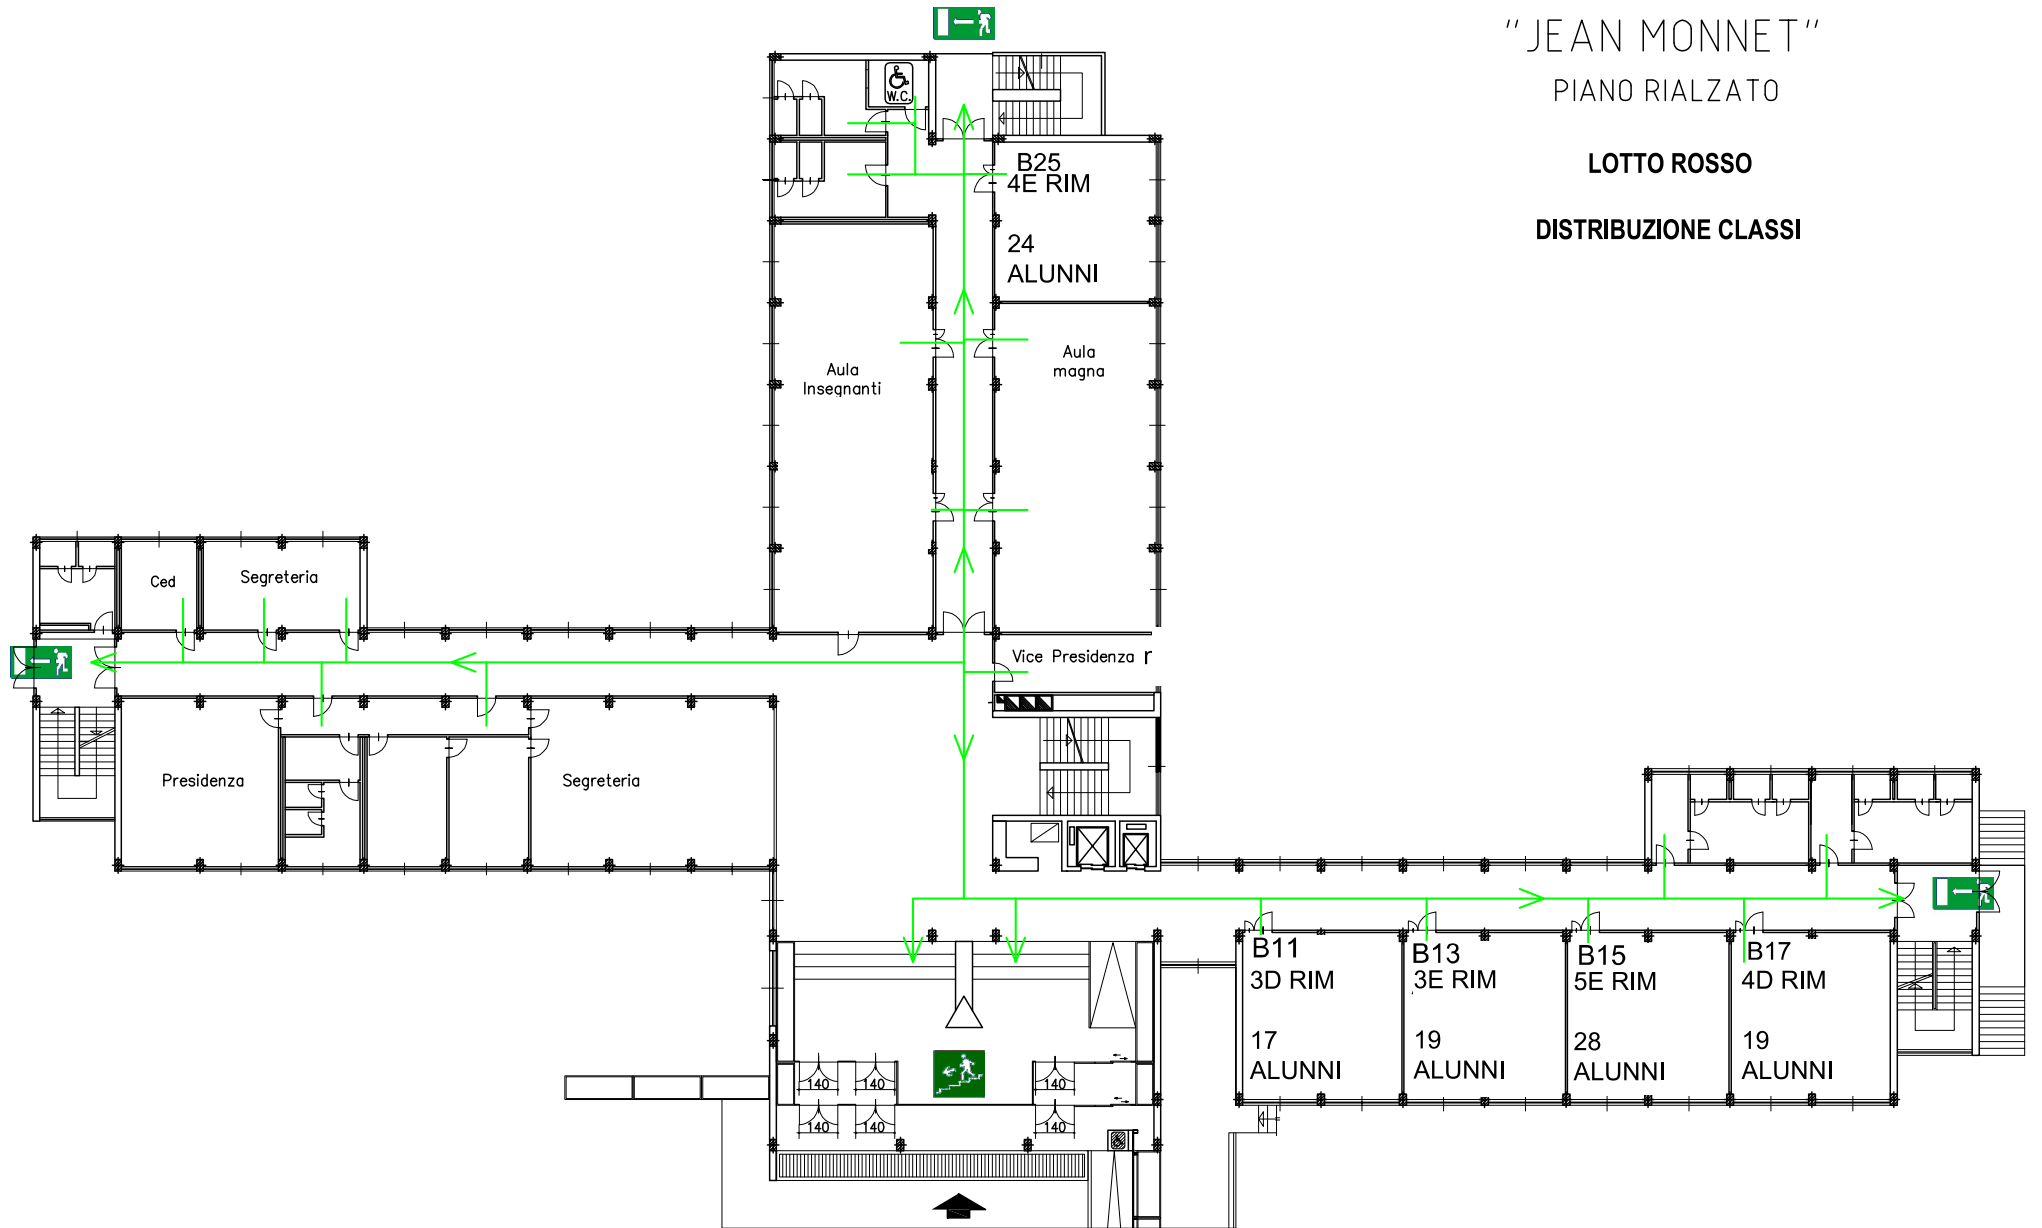 "JEAN MONNET"
PIANO RIALZATO
LOTTO ROSSO
DISTRIBUZIONE CLASSI
W.C.
B25
4E RIM
24
ALUNNI
Aula
Insegnanti
Aula
magna
Ced
Segreteria
Vice Presidenza r
Presidenza
Segreteria
B11
3D RIM
17
ALUNNI
B13
3E RIM
19
ALUNNI
B15
5E RIM
28
ALUNNI
B17
4D RIM
19
ALUNNI
140
140
140
140
140
140